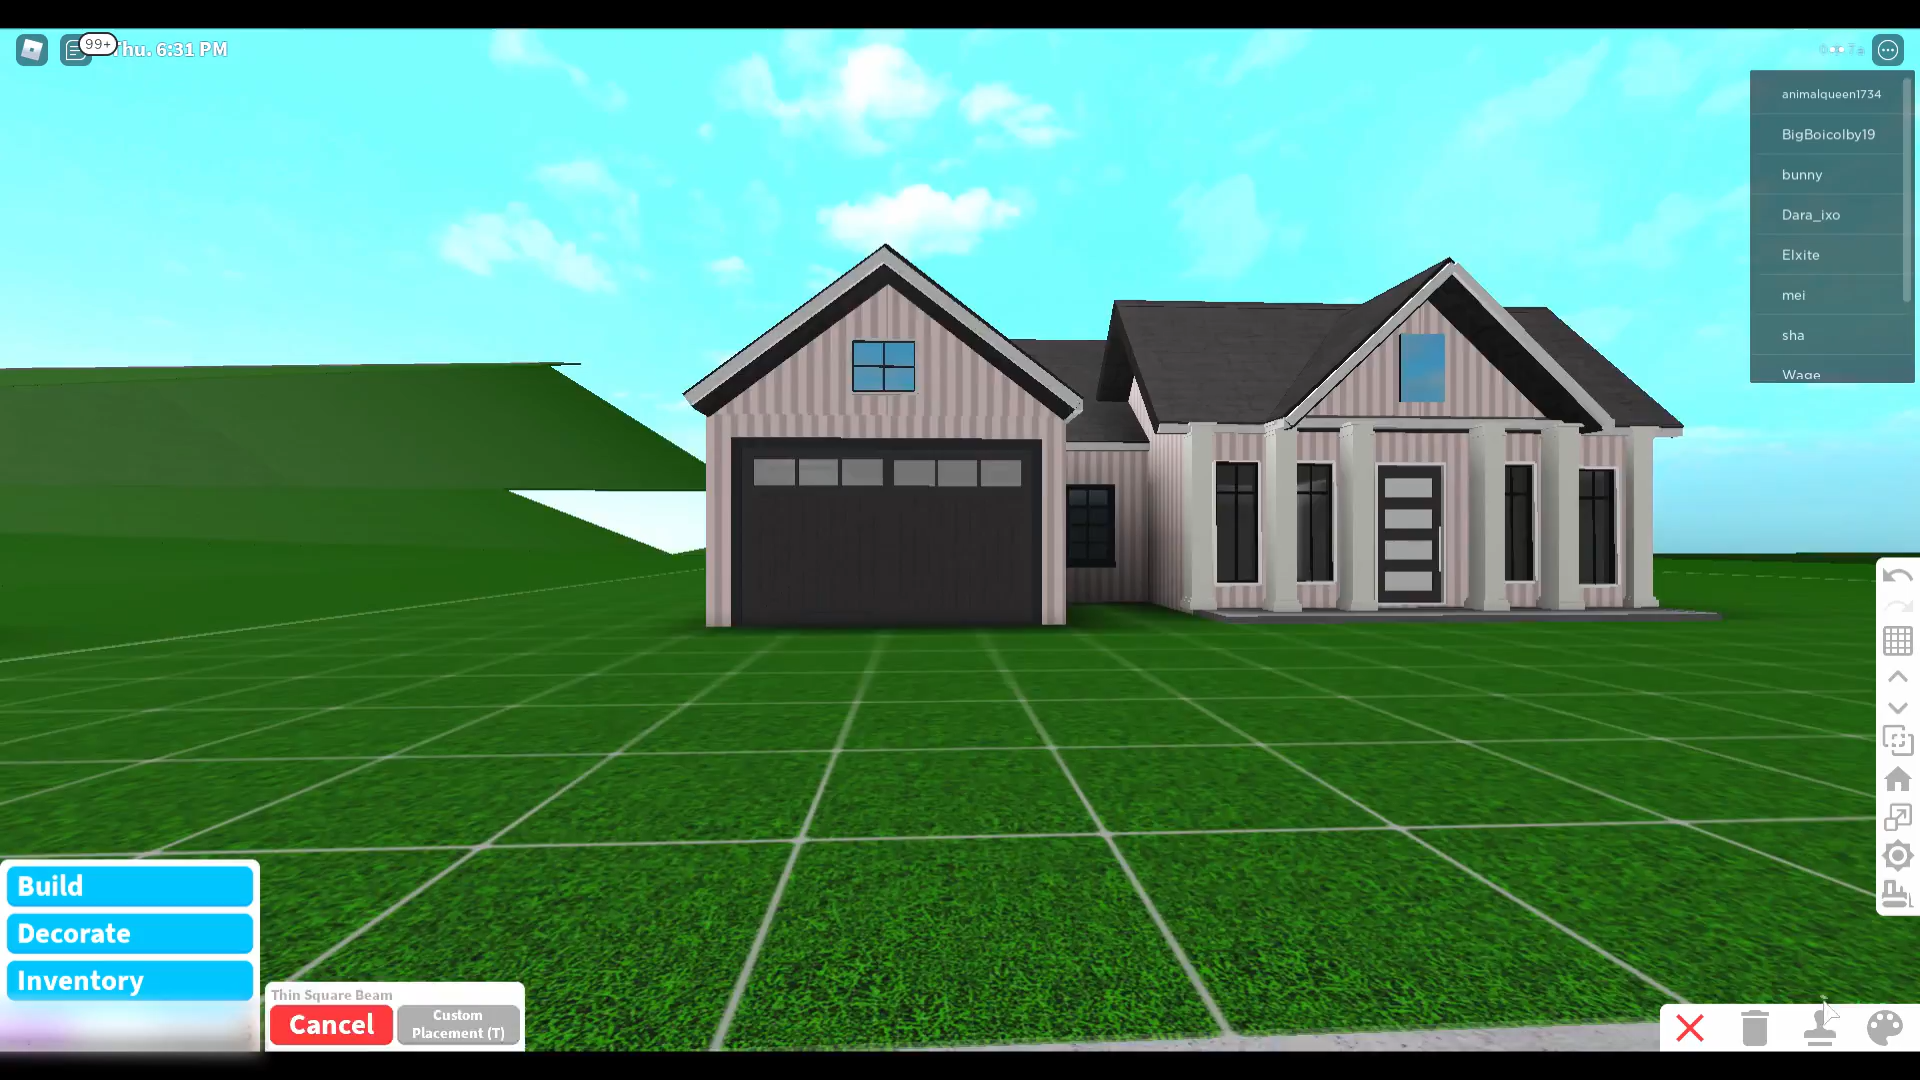 99+
Thu. 6:31 PM
animalqueen1734
BigBoicolby19
bunny
Dara_ixo
Elxite
mei
sha
Wage
Build
Decorate
Inventory
Thin Square Beam
Cancel
Custom
Placement (T)